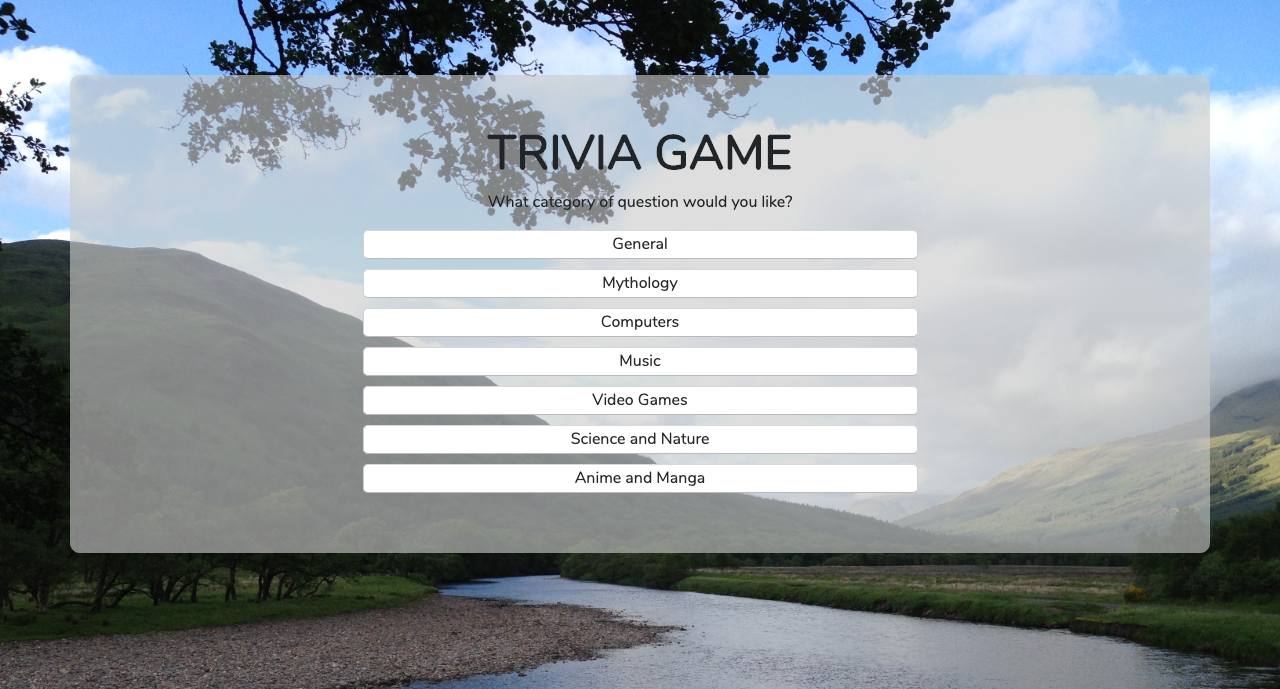 TRIVIA GAME
What category of question would you like?
General
Mythology
Computers
Music
Video Games
Science and Nature
Anime and Manga